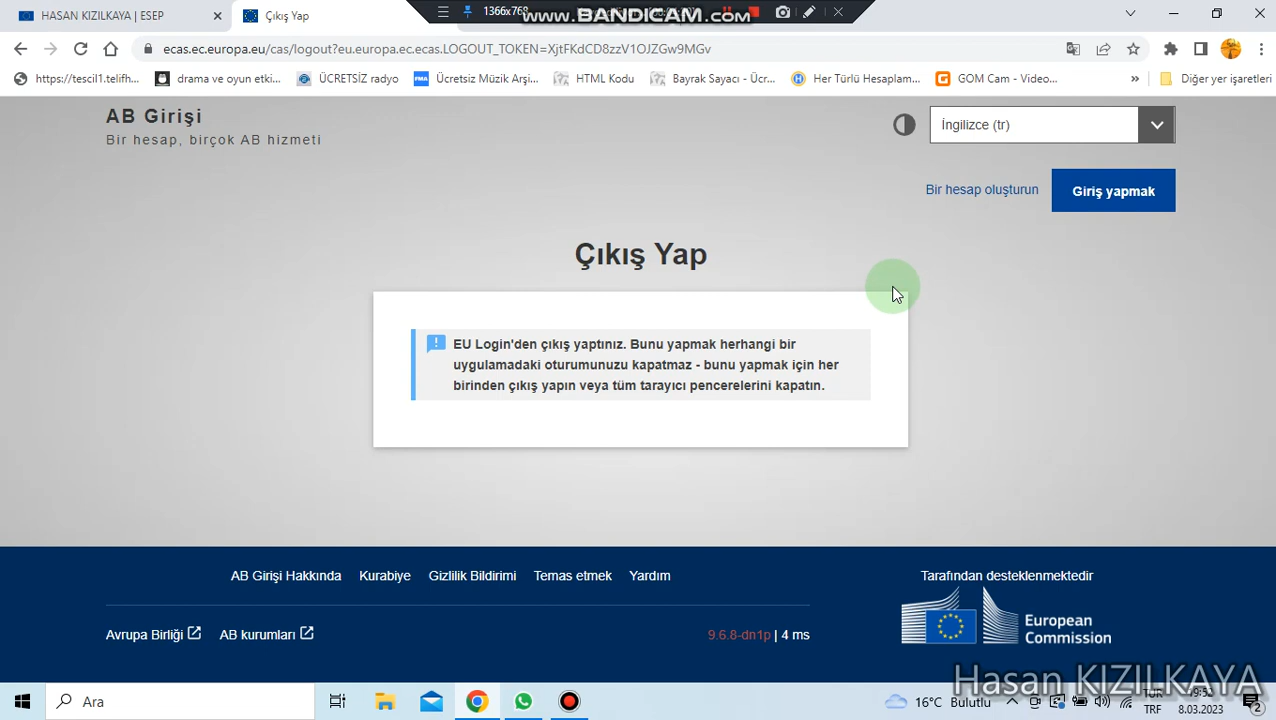 HASAN KIZILKAYA | ESEP
Çıkış Yap
1366x768
www.BANDICAM.com
ecas.ec.europa.eu/cas/logout?eu.europa.ec.ecas.LOGOUT_TOKEN=XjtFKdCD8zzV1OJZGw9MGv
https://tescil1.telifh...
drama ve oyun etki...
ÜCRETSİZ radyo
Ücretsiz Müzik Arşi...
HTML Kodu
Bayrak Sayacı - Ücr...
Her Türlü Hesaplam...
GOM Cam - Video...
Diğer yer işaretleri
AB Girişi
Bir hesap, birçok AB hizmeti
İngilizce (tr)
Bir hesap oluşturun
Giriş yapmak
Çıkış Yap
EU Login'den çıkış yaptınız. Bunu yapmak herhangi bir
uygulamadaki oturumunuzu kapatmaz - bunu yapmak için her
birinden çıkış yapın veya tüm tarayıcı pencerelerini kapatın.
AB Girişi Hakkında
Kurabiye
Gizlilik Bildirimi
Temas etmek
Yardım
Tarafından desteklenmektedir
Avrupa Birliği
AB kurumları
9.6.8-dn1p | 4 ms
European
Commission
Hasan KIZILKAYA
Ara
16°C Bulutlu
TRF
8.03.2023
2